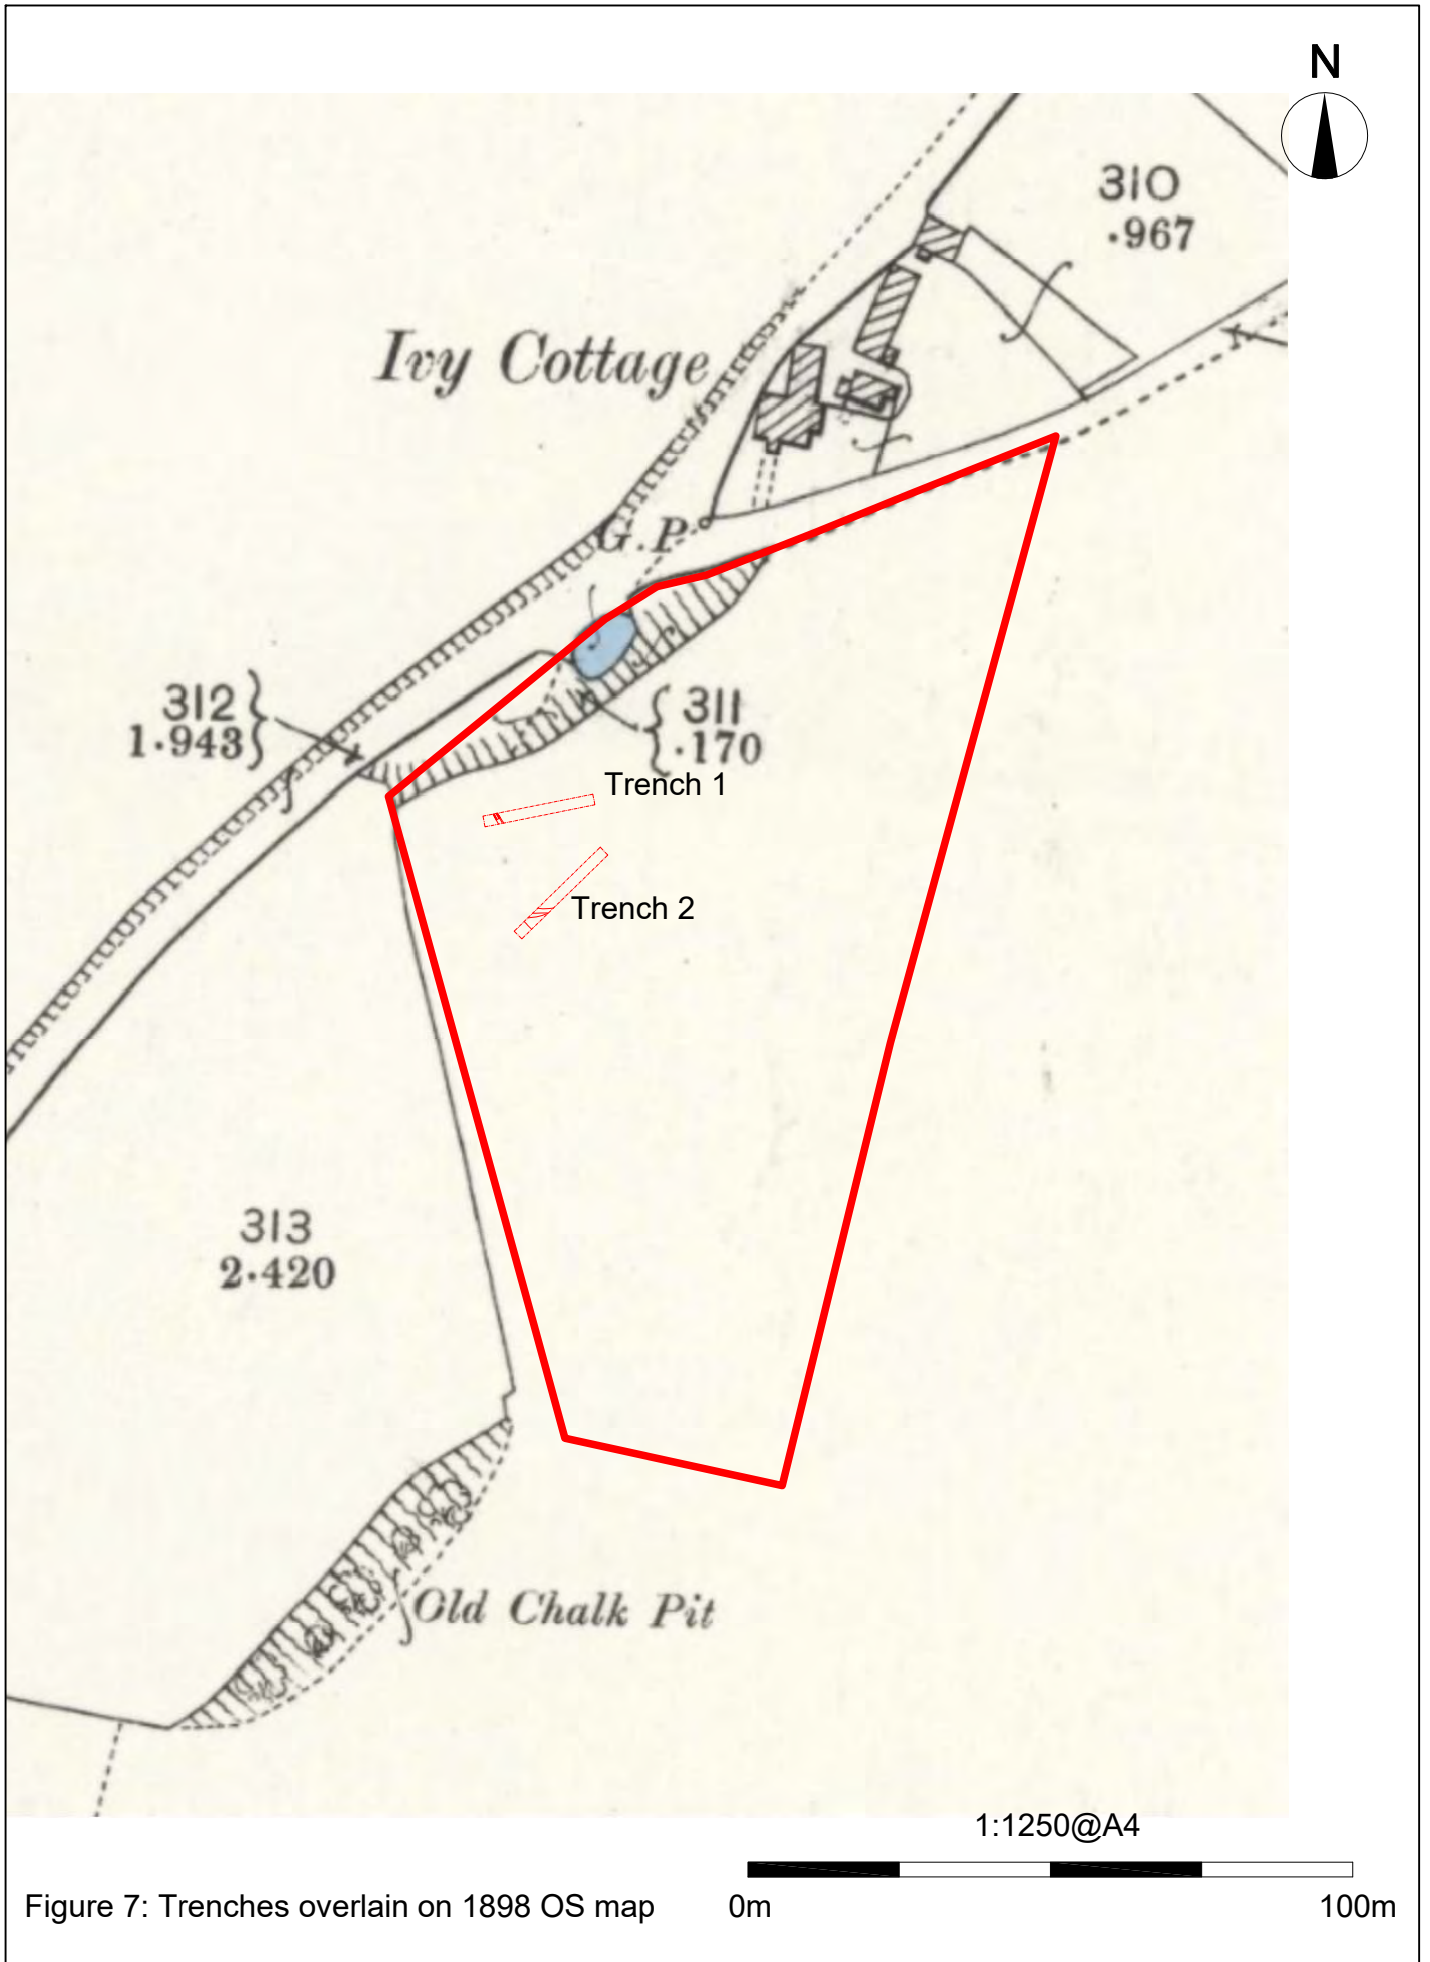 N
310
·967
Ivy Cottage
G.P.
312
1·943
311
·170
Trench 1
Trench 2
313
2·420
Old Chalk Pit
1:1250@A4
Figure 7: Trenches overlain on 1898 OS map
0m
100m